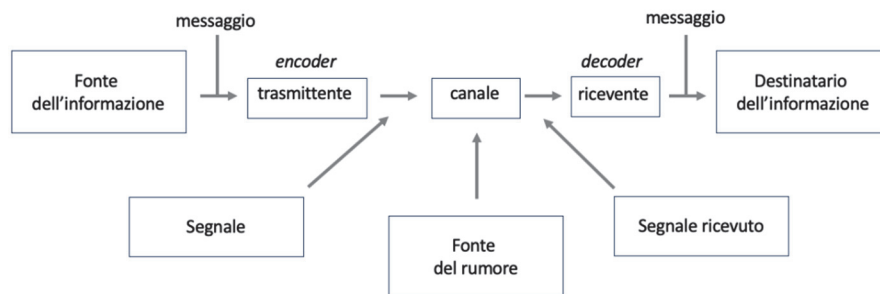 messaggio
messaggio
encoder
decoder
Fonte
dell’informazione
trasmittente
canale
ricevente
Destinatario
dell’informazione
Segnale
Fonte
del rumore
Segnale ricevuto